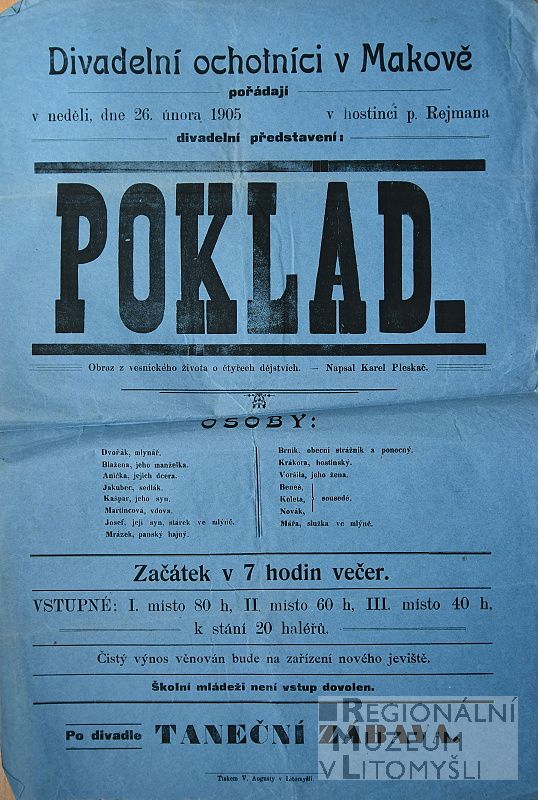 Divadelní ochotníci v Makově
pořádají
v neděli, dne 26. února 1905 v hostinci p. Rejmana
divadelní představení:
POKLAD.
Obraz z vesnického života o čtyřech dějstvích. — Napsal Karel Pleskač.
OSOBY:
Dvořák, mlynář.
Blažena, jeho manželka.
Anička, jejich dcera.
Jakubec, sedlák.
Kašpar, jeho syn.
Martincová, vdova.
Josef, její syn, stárek ve mlýně.
Mrázek, panský hajný.
Brník, obecní strážník a ponocný.
Krákora, hostinský.
Voršila, jeho žena.
Beneš,
Koleta, } sousedé.
Novák,
Máťa, služka ve mlýně.
Začátek v 7 hodin večer.
VSTUPNÉ: I. místo 80 h, II. místo 60 h, III. místo 40 h,
k stání 20 haléřů.
Čistý výnos věnován bude na zařízení nového jeviště.
Školní mládeži není vstup dovolen.
Po divadle TANEČNÍ ZÁBAVA.
REGIONÁLNÍ
MUZEUM
V LITOMYŠLI
Tiskem V. Augusty v Litomyšli.